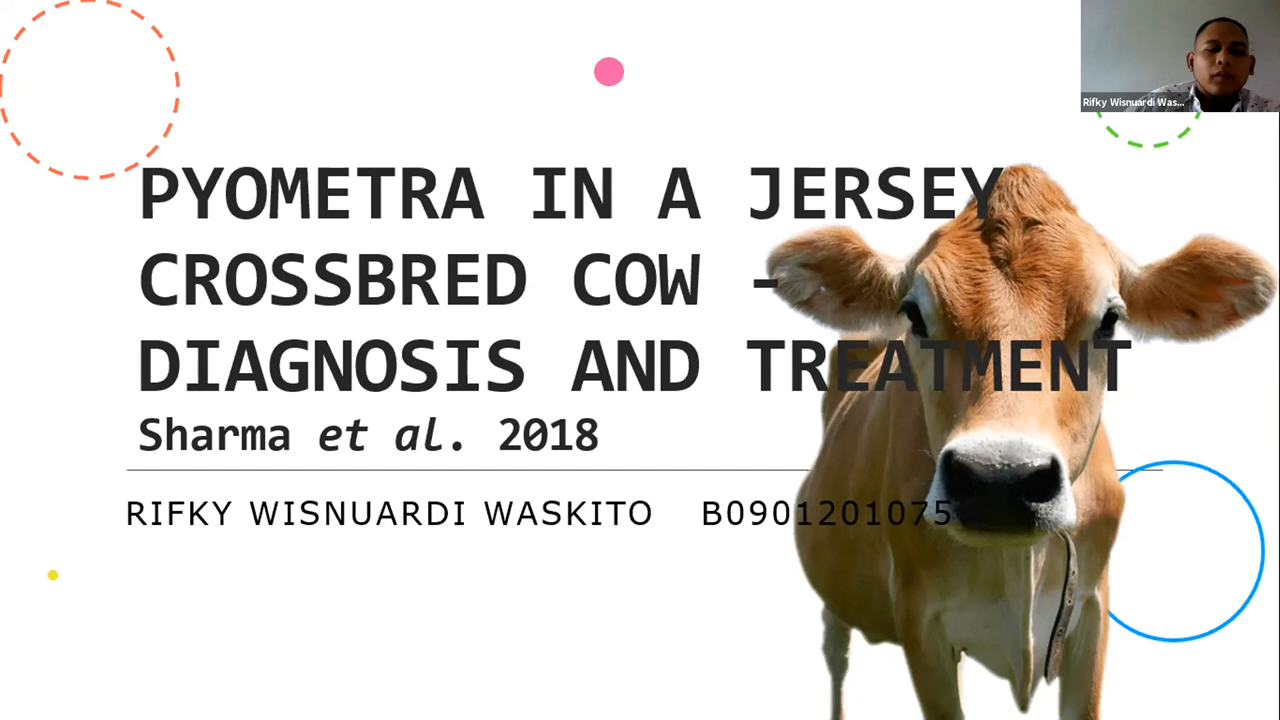 Rifky Wisnuardi Was...
PYOMETRA IN A JERSEY
CROSSBRED COW -
DIAGNOSIS AND TREATMENT
Sharma et al. 2018
RIFKY WISNUARDI WASKITO B0901201075